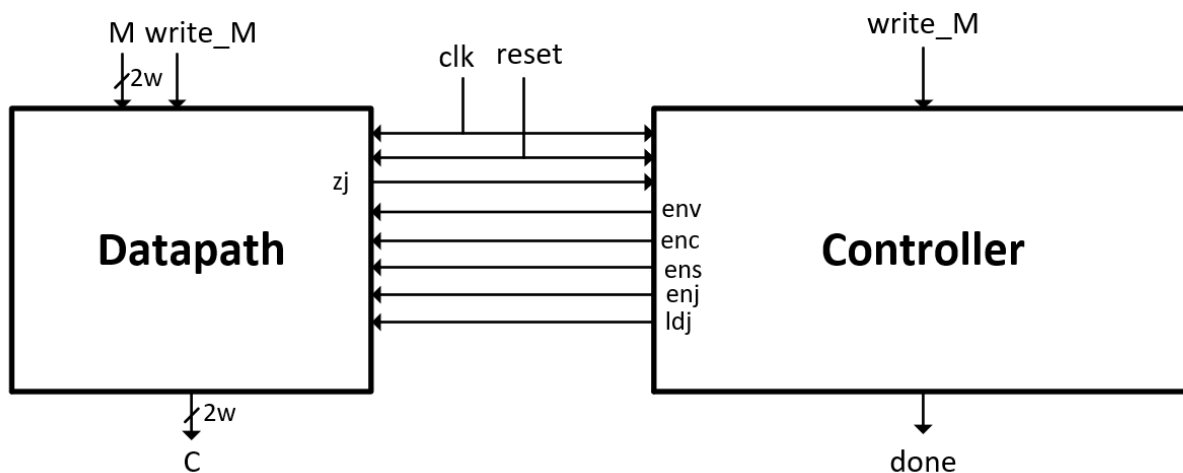 M write_M
2w
clk reset
write_M
zj
env
enc
ens
enj
ldj
Datapath
Controller
2w
C
done